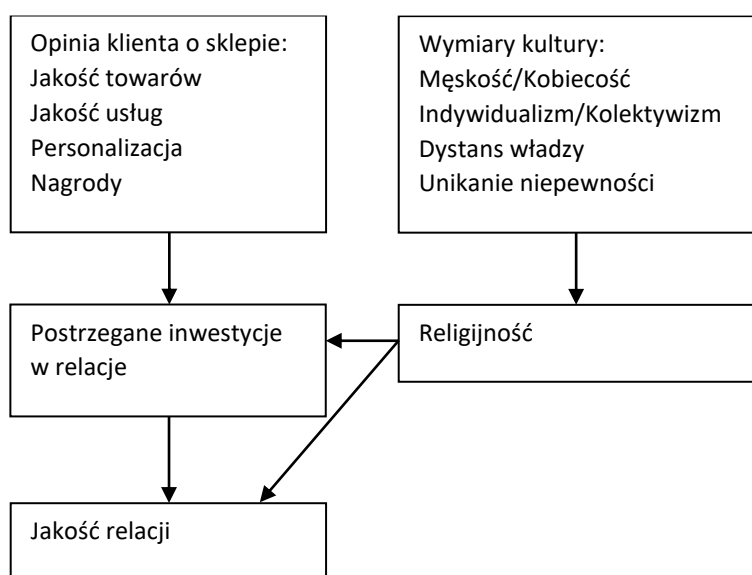 Opinia klienta o sklepie:
Jakość towarów
Jakość usług
Personalizacja
Nagrody
Wymiary kultury:
Męskość/Kobiecość
Indywidualizm/Kolektywizm
Dystans władzy
Unikanie niepewności
Postrzegane inwestycje
w relacje
Religijność
Jakość relacji